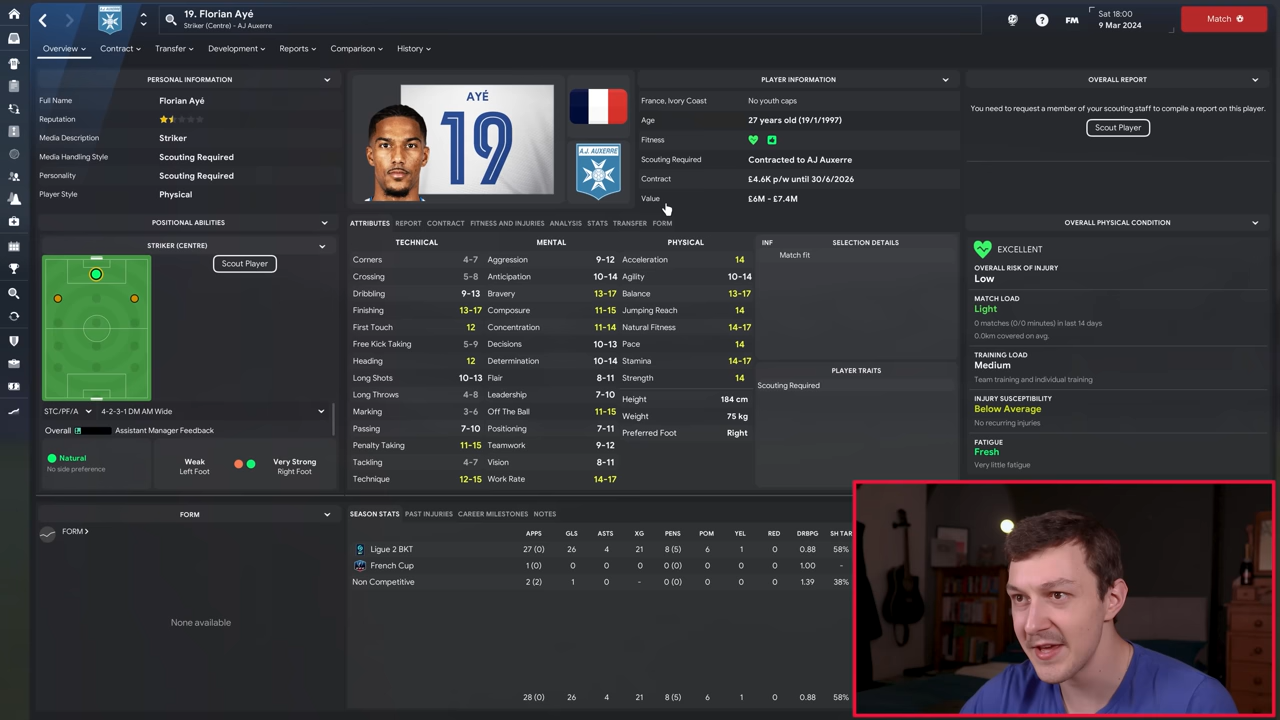 19. Florian Ayé
Striker (Centre) - AJ Auxerre
FM
Sat 18:00
9 Mar 2024
Match
Overview
Contract
Transfer
Development
Reports
Comparison
History
PERSONAL INFORMATION
Full Name Florian Ayé
Reputation
Media Description Striker
Media Handling Style Scouting Required
Personality Scouting Required
Player Style Physical
AYÉ
19
A.J. AUXERRE
PLAYER INFORMATION
France, Ivory Coast No youth caps
Age 27 years old (19/1/1997)
Fitness
Scouting Required Contracted to AJ Auxerre
Contract £4.6K p/w until 30/6/2026
Value £6M - £7.4M
OVERALL REPORT
You need to request a member of your scouting staff to compile a report on this player.
Scout Player
POSITIONAL ABILITIES
STRIKER (CENTRE)
Scout Player
STC/PF/A 4-2-3-1 DM AM Wide
Overall Assistant Manager Feedback
Natural
No side preference
Weak
Left Foot
Very Strong
Right Foot
ATTRIBUTES REPORT CONTRACT FITNESS AND INJURIES ANALYSIS STATS TRANSFER FORM
TECHNICAL MENTAL PHYSICAL
Corners 4-7 Aggression 9-12 Acceleration 14
Crossing 5-8 Anticipation 10-14 Agility 10-14
Dribbling 9-13 Bravery 13-17 Balance 13-17
Finishing 13-17 Composure 11-15 Jumping Reach 14
First Touch 12 Concentration 11-14 Natural Fitness 14-17
Free Kick Taking 5-9 Decisions 10-13 Pace 14
Heading 12 Determination 10-14 Stamina 14-17
Long Shots 10-13 Flair 8-11 Strength 14
Long Throws 4-8 Leadership 7-10 Height 184 cm
Marking 3-6 Off The Ball 11-15 Weight 75 kg
Passing 7-10 Positioning 7-11 Preferred Foot Right
Penalty Taking 11-15 Teamwork 9-12
Tackling 4-7 Vision 8-11
Technique 12-15 Work Rate 14-17
INF SELECTION DETAILS
Match fit
PLAYER TRAITS
Scouting Required
OVERALL PHYSICAL CONDITION
EXCELLENT
OVERALL RISK OF INJURY
Low
MATCH LOAD
Light
0 matches (0/0 minutes) in last 14 days
0.0km covered on avg.
TRAINING LOAD
Medium
Team training and individual training
INJURY SUSCEPTIBILITY
Below Average
No recurring injuries
FATIGUE
Fresh
Very little fatigue
FORM
FORM
None available
SEASON STATS PAST INJURIES CAREER MILESTONES NOTES
APPS GLS ASTS XG PENS POM YEL RED DRBPG SH TAR
Ligue 2 BKT 27 (0) 26 4 21 8 (5) 6 1 0 0.88 58%
French Cup 1 (0) 0 0 0 0 (0) 0 0 0 1.00 -
Non Competitive 2 (2) 1 0 - 0 (0) 0 0 0 1.39 38%
28 (0) 26 4 21 8 (5) 6 1 0 0.88 58%